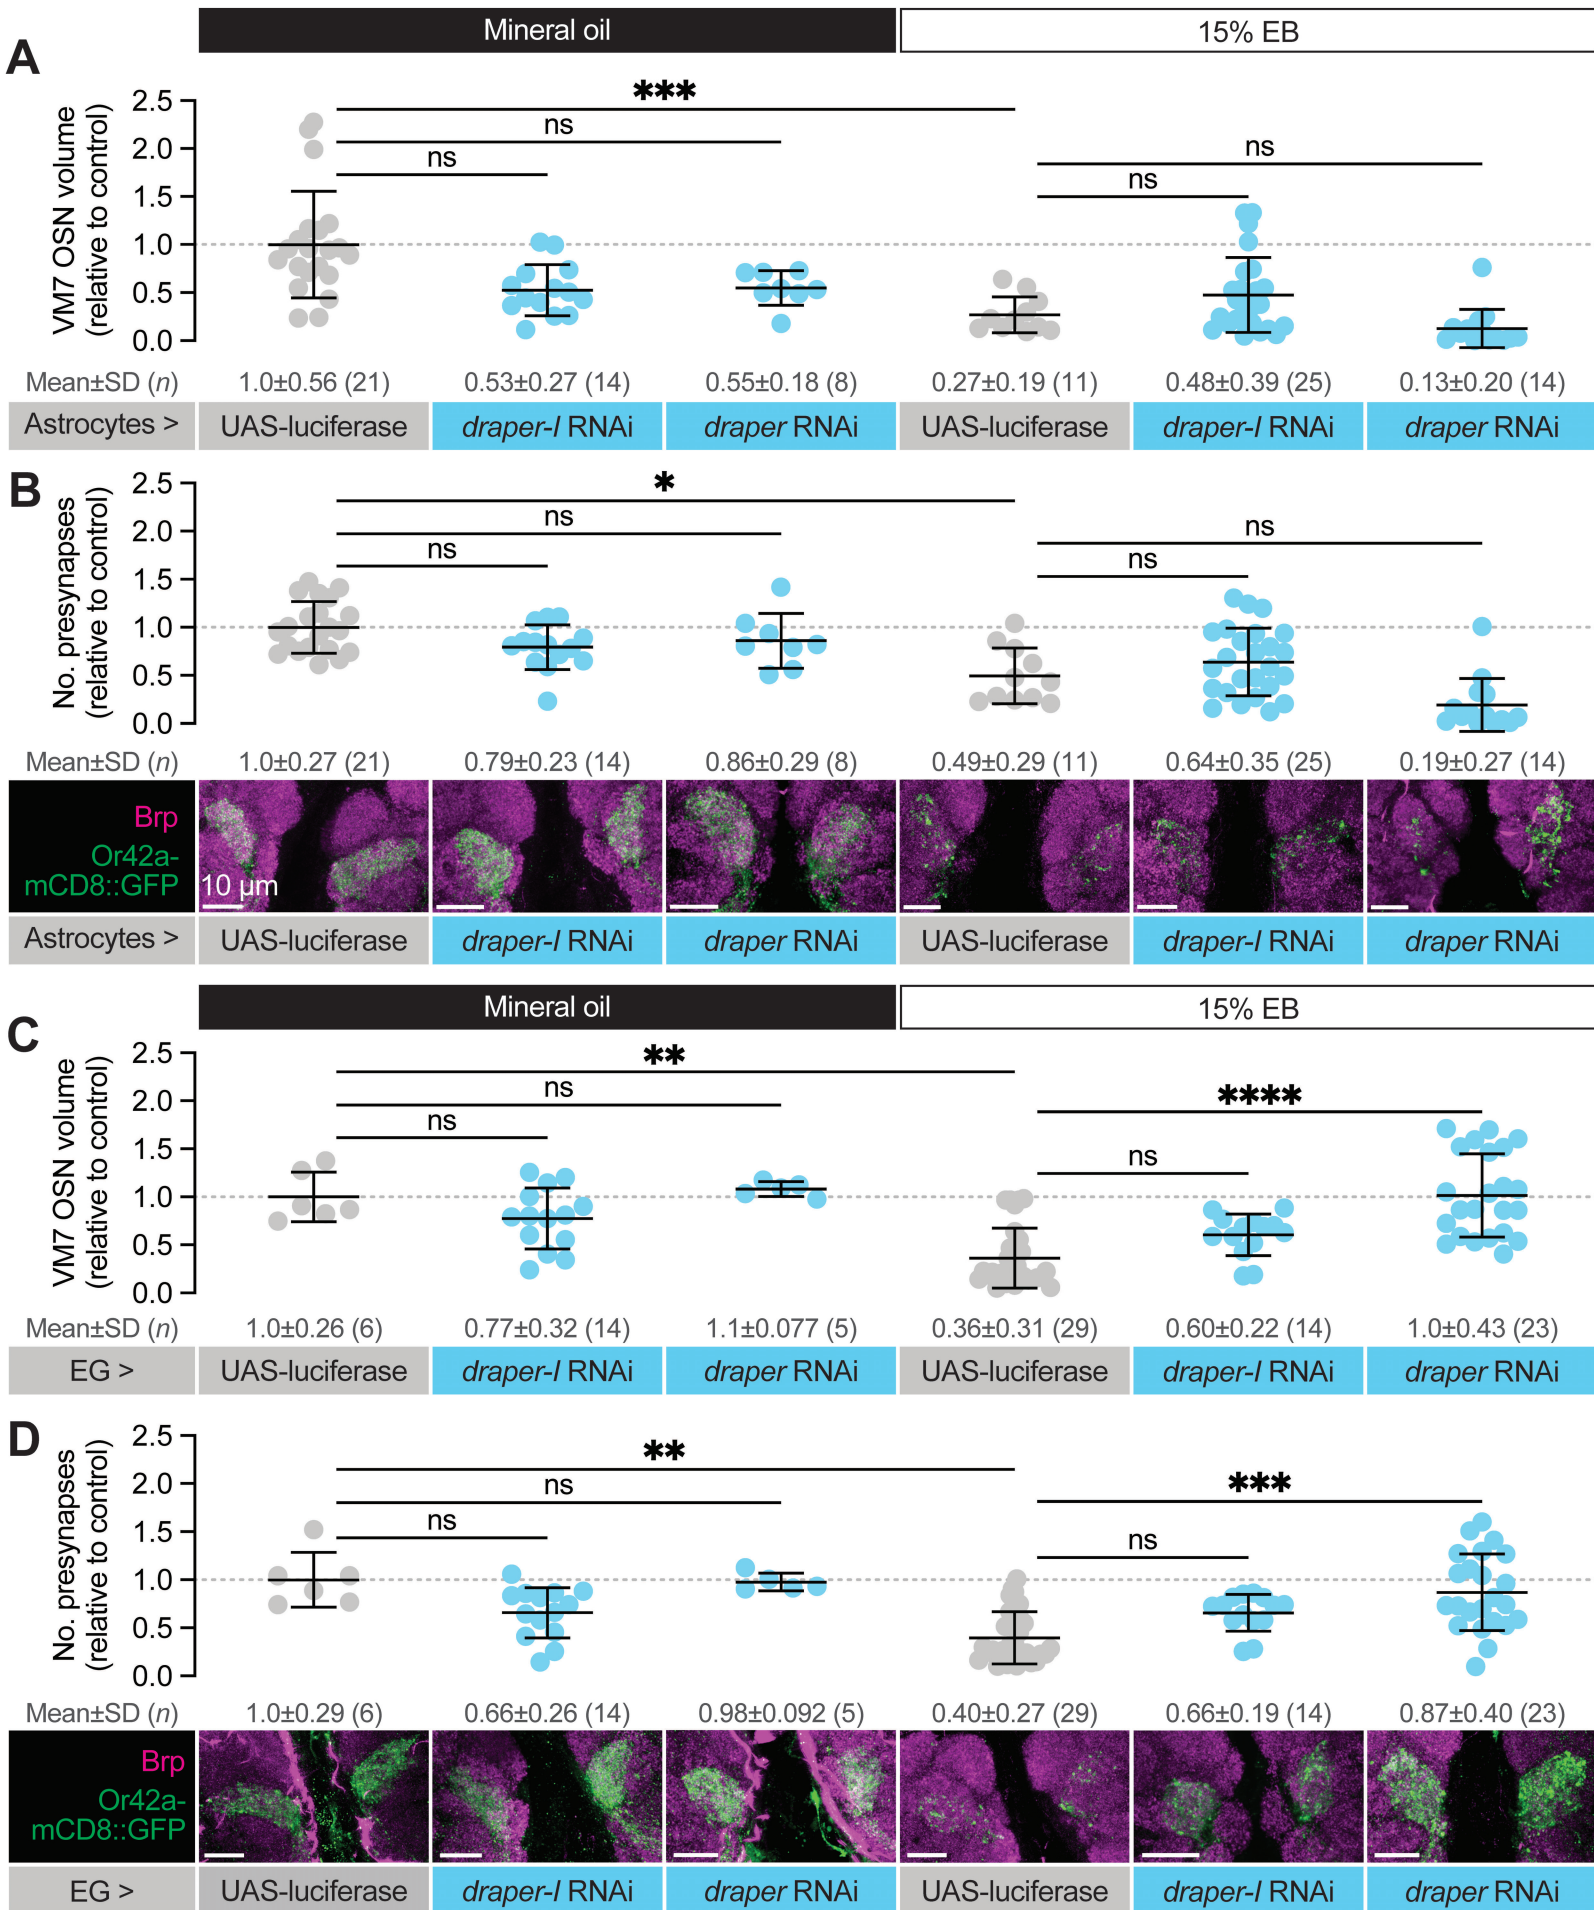 Mineral oil 15% EB
A
VM7 OSN volume
(relative to control)
2.5
2.0
1.5
1.0
0.5
0.0
***
ns
ns
ns
ns
Mean±SD (n) 1.0±0.56 (21) 0.53±0.27 (14) 0.55±0.18 (8) 0.27±0.19 (11) 0.48±0.39 (25) 0.13±0.20 (14)
Astrocytes > UAS-luciferase draper-I RNAi draper RNAi UAS-luciferase draper-I RNAi draper RNAi
B
No. presynapses
(relative to control)
2.5
2.0
1.5
1.0
0.5
0.0
*
ns
ns
ns
ns
Mean±SD (n) 1.0±0.27 (21) 0.79±0.23 (14) 0.86±0.29 (8) 0.49±0.29 (11) 0.64±0.35 (25) 0.19±0.27 (14)
Brp
Or42a-
mCD8::GFP
10 µm
Astrocytes > UAS-luciferase draper-I RNAi draper RNAi UAS-luciferase draper-I RNAi draper RNAi
Mineral oil 15% EB
C
VM7 OSN volume
(relative to control)
2.5
2.0
1.5
1.0
0.5
0.0
**
ns
ns
****
ns
Mean±SD (n) 1.0±0.26 (6) 0.77±0.32 (14) 1.1±0.077 (5) 0.36±0.31 (29) 0.60±0.22 (14) 1.0±0.43 (23)
EG > UAS-luciferase draper-I RNAi draper RNAi UAS-luciferase draper-I RNAi draper RNAi
D
No. presynapses
(relative to control)
2.5
2.0
1.5
1.0
0.5
0.0
**
ns
ns
***
ns
Mean±SD (n) 1.0±0.29 (6) 0.66±0.26 (14) 0.98±0.092 (5) 0.40±0.27 (29) 0.66±0.19 (14) 0.87±0.40 (23)
Brp
Or42a-
mCD8::GFP
EG > UAS-luciferase draper-I RNAi draper RNAi UAS-luciferase draper-I RNAi draper RNAi